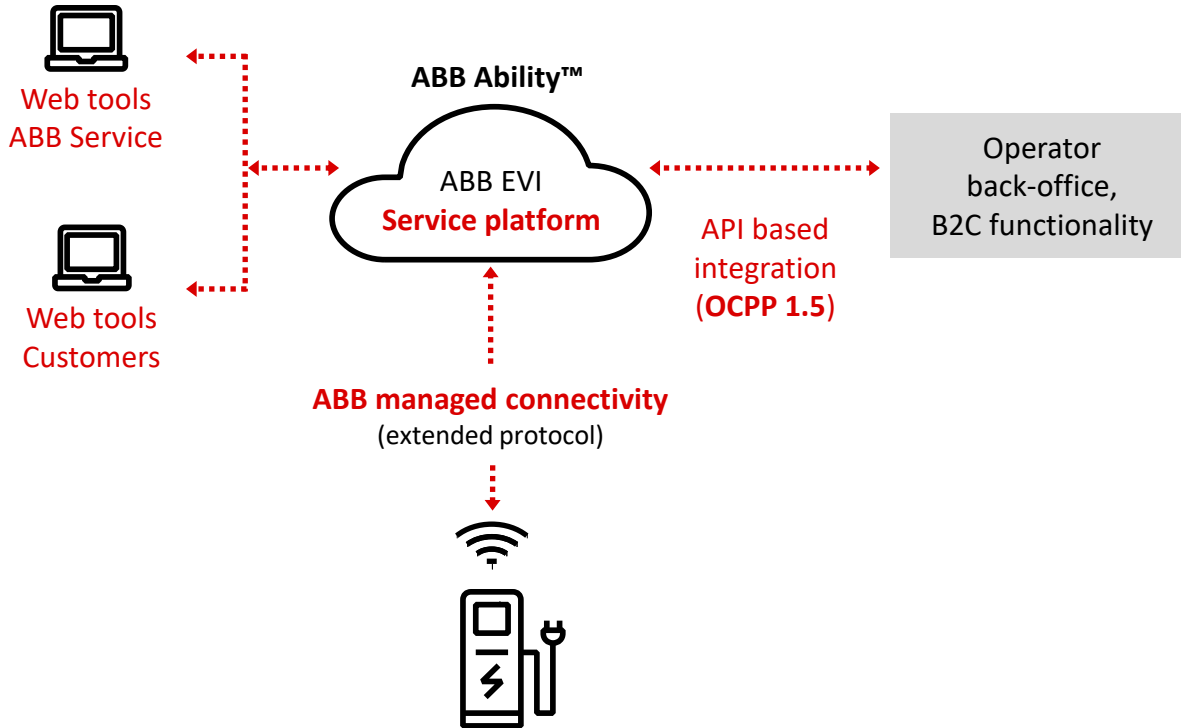 Web tools
ABB Service
Web tools
Customers
ABB Ability™
ABB EVI
Service platform
API based
integration
(OCPP 1.5)
Operator
back-office,
B2C functionality
ABB managed connectivity
(extended protocol)